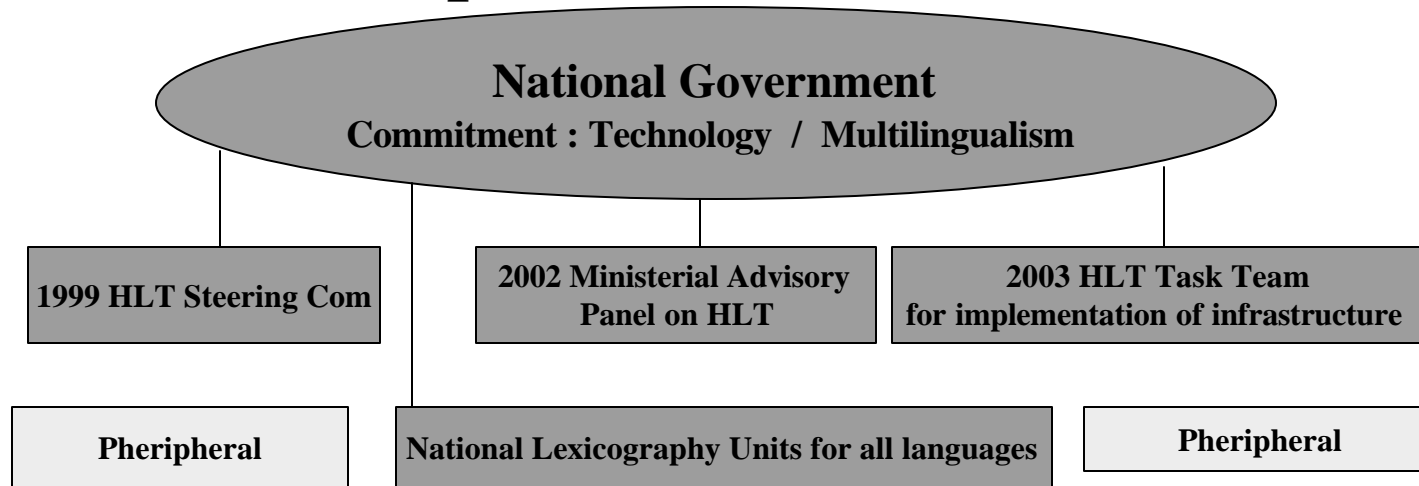 National Government
Commitment : Technology / Multilingualism
1999 HLT Steering Com
2002 Ministerial Advisory
Panel on HLT
2003 HLT Task Team
for implementation of infrastructure
Pheripheral
National Lexicography Units for all languages
Pheripheral